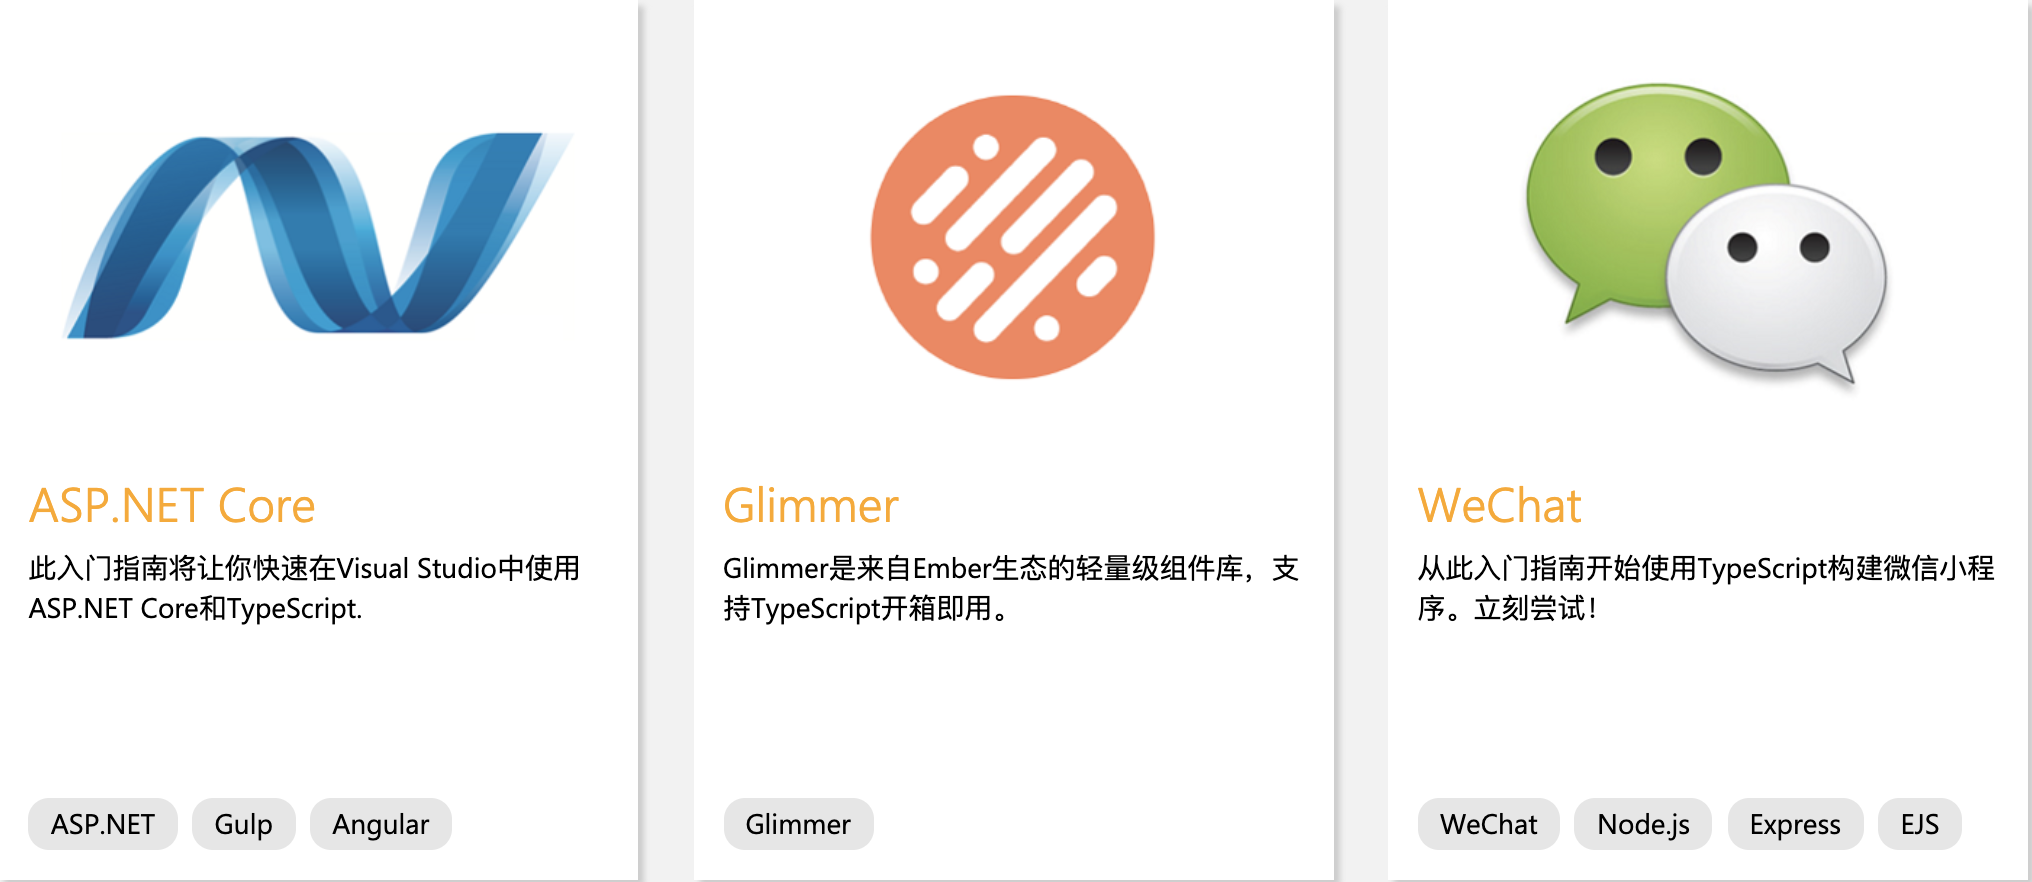 ASP.NET Core
此入门指南将让你快速在Visual Studio中使用
ASP.NET Core和TypeScript.
ASP.NET Gulp Angular
Glimmer
Glimmer是来自Ember生态的轻量级组件库，支
持TypeScript开箱即用。
Glimmer
WeChat
从此入门指南开始使用TypeScript构建微信小程
序。立刻尝试！
WeChat Node.js Express EJS